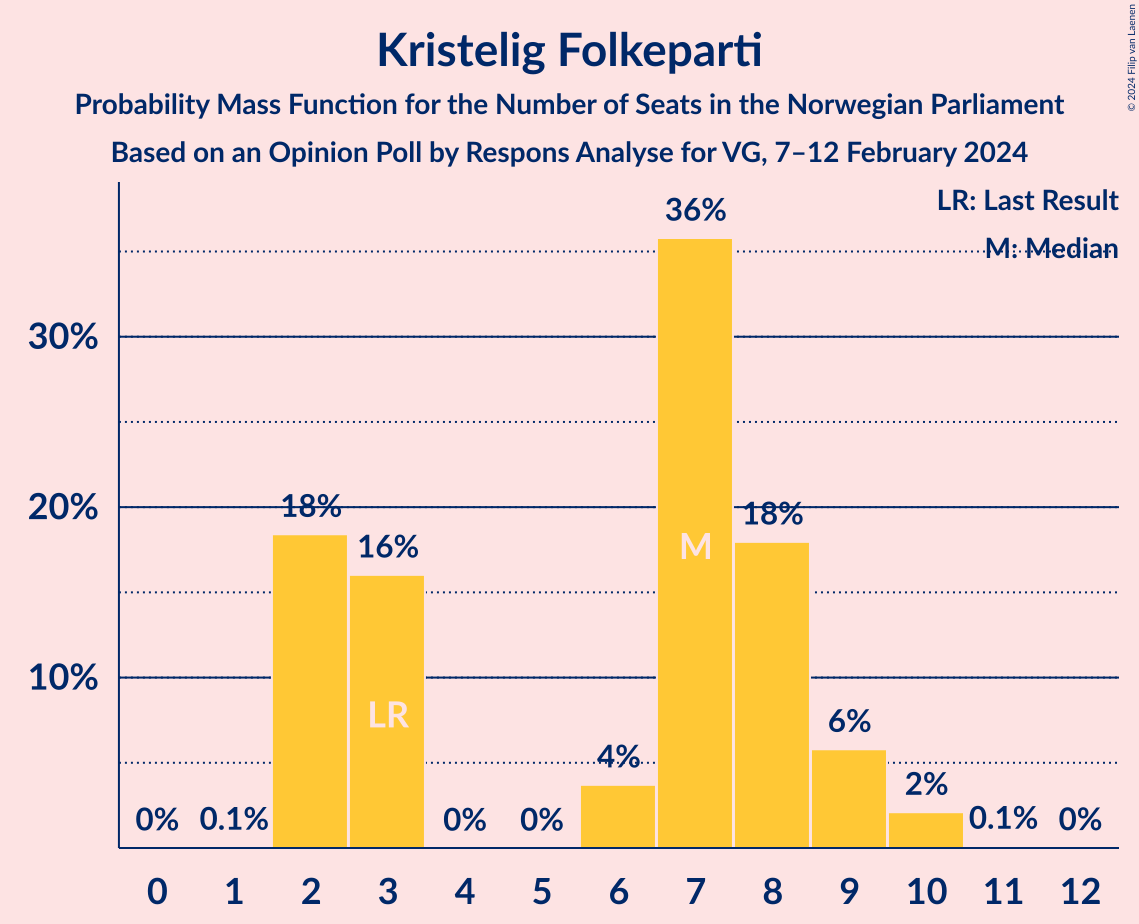 Kristelig Folkeparti
Probability Mass Function for the Number of Seats in the Norwegian Parliament
Based on an Opinion Poll by Respons Analyse for VG, 7–12 February 2024
© 2024 Filip van Laenen
LR: Last Result
M: Median
36%
30%
20%
18%
18%
16%
M
10%
LR
6%
4%
2%
0%
0.1%
0%
0%
0.1%
0%
0 1 2 3 4 5 6 7 8 9 10 11 12